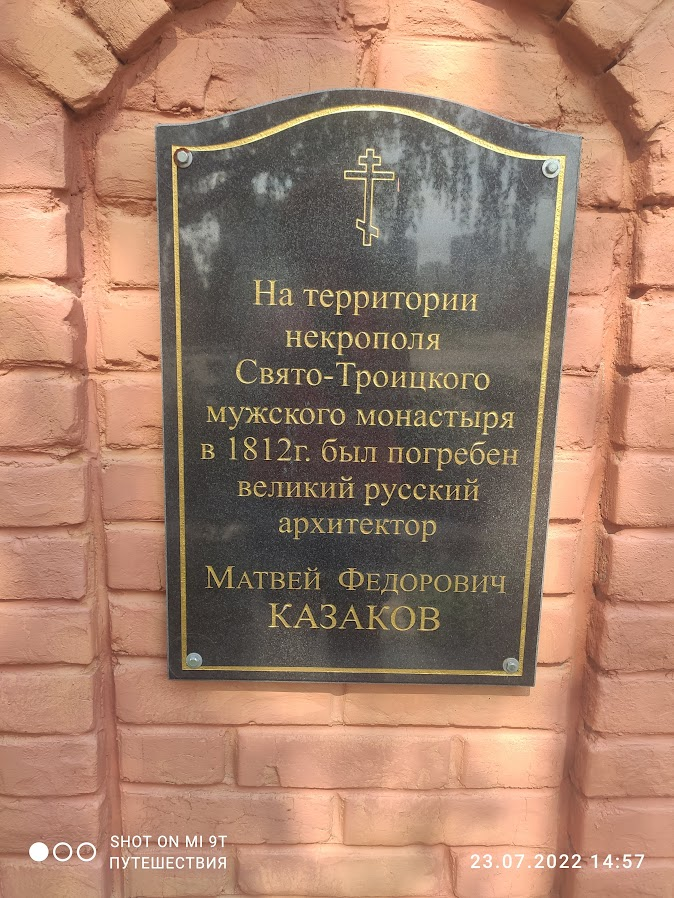 На территории
некрополя
Свято-Троицкого
мужского монастыря
в 1812г. был погребен
великий русский
архитектор
МАТВЕЙ ФЕДОРОВИЧ
КАЗАКОВ
SHOT ON MI 9T
ПУТЕШЕСТВИЯ
23.07.2022 14:57